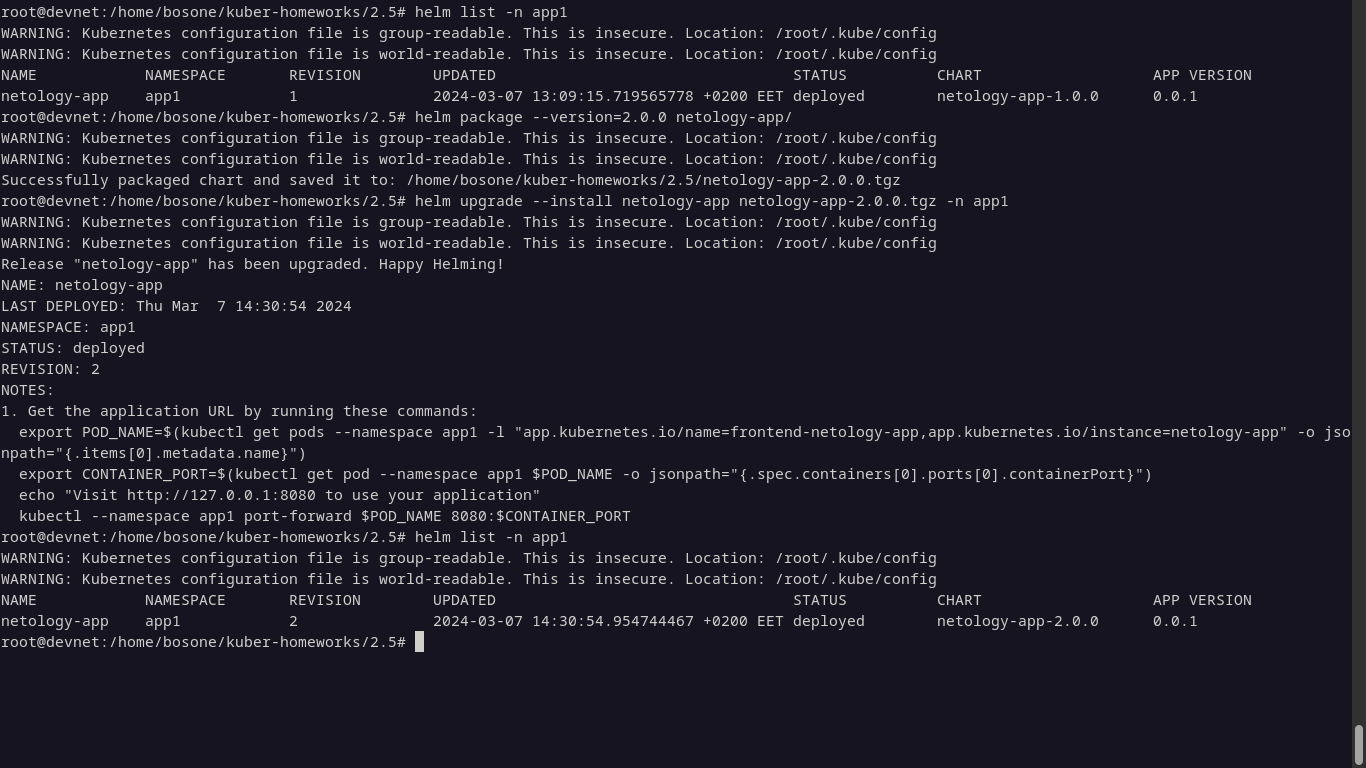 root@devnet:/home/bosone/kuber-homeworks/2.5# helm list -n app1
WARNING: Kubernetes configuration file is group-readable. This is insecure. Location: /root/.kube/config
WARNING: Kubernetes configuration file is world-readable. This is insecure. Location: /root/.kube/config
NAME            NAMESPACE       REVISION        UPDATED                                 STATUS          CHART                   APP VERSION
netology-app    app1            1               2024-03-07 13:09:15.719565778 +0200 EET deployed        netology-app-1.0.0      0.0.1
root@devnet:/home/bosone/kuber-homeworks/2.5# helm package --version=2.0.0 netology-app/
WARNING: Kubernetes configuration file is group-readable. This is insecure. Location: /root/.kube/config
WARNING: Kubernetes configuration file is world-readable. This is insecure. Location: /root/.kube/config
Successfully packaged chart and saved it to: /home/bosone/kuber-homeworks/2.5/netology-app-2.0.0.tgz
root@devnet:/home/bosone/kuber-homeworks/2.5# helm upgrade --install netology-app netology-app-2.0.0.tgz -n app1
WARNING: Kubernetes configuration file is group-readable. This is insecure. Location: /root/.kube/config
WARNING: Kubernetes configuration file is world-readable. This is insecure. Location: /root/.kube/config
Release "netology-app" has been upgraded. Happy Helming!
NAME: netology-app
LAST DEPLOYED: Thu Mar  7 14:30:54 2024
NAMESPACE: app1
STATUS: deployed
REVISION: 2
NOTES:
1. Get the application URL by running these commands:
  export POD_NAME=$(kubectl get pods --namespace app1 -l "app.kubernetes.io/name=frontend-netology-app,app.kubernetes.io/instance=netology-app" -o jso
npath="{.items[0].metadata.name}")
  export CONTAINER_PORT=$(kubectl get pod --namespace app1 $POD_NAME -o jsonpath="{.spec.containers[0].ports[0].containerPort}")
  echo "Visit http://127.0.0.1:8080 to use your application"
  kubectl --namespace app1 port-forward $POD_NAME 8080:$CONTAINER_PORT
root@devnet:/home/bosone/kuber-homeworks/2.5# helm list -n app1
WARNING: Kubernetes configuration file is group-readable. This is insecure. Location: /root/.kube/config
WARNING: Kubernetes configuration file is world-readable. This is insecure. Location: /root/.kube/config
NAME            NAMESPACE       REVISION        UPDATED                                 STATUS          CHART                   APP VERSION
netology-app    app1            2               2024-03-07 14:30:54.954744467 +0200 EET deployed        netology-app-2.0.0      0.0.1
root@devnet:/home/bosone/kuber-homeworks/2.5#